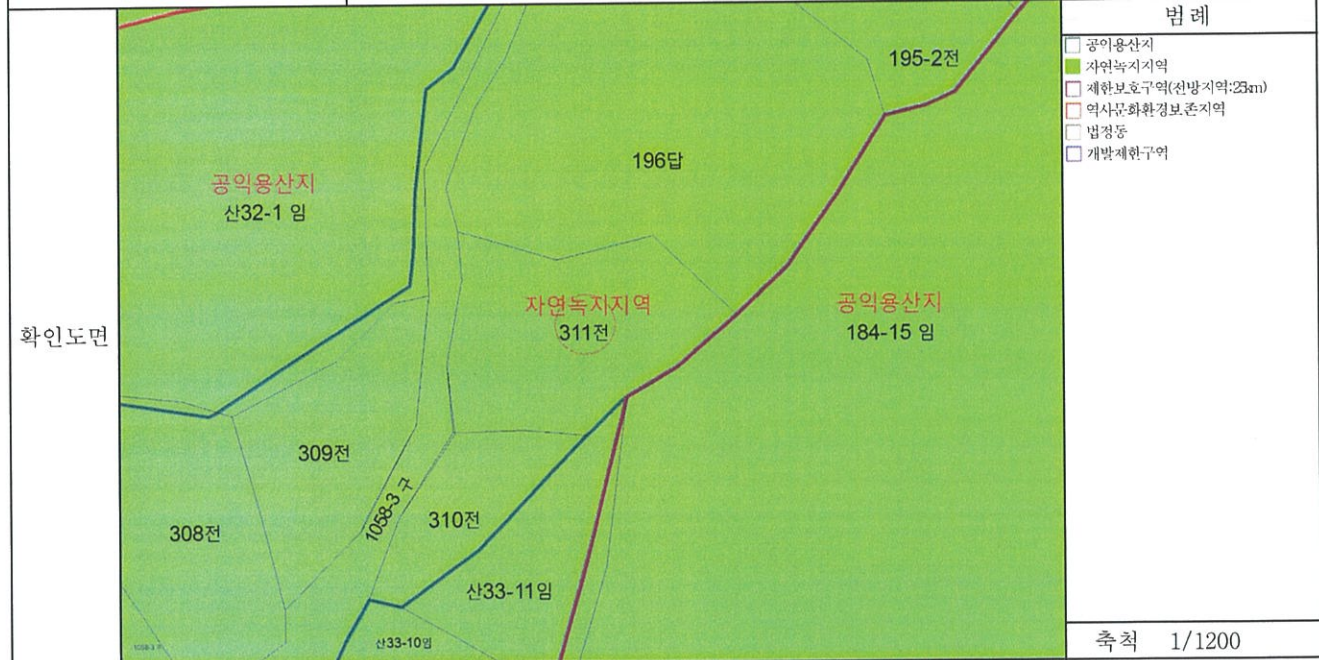 확인도면
195-2전
196답
공익용산지
산32-1 임
자연녹지지역
311전
공익용산지
184-15 임
309전
1058-3 구
310전
308전
산33-11임
산33-10임
범례
공익용산지
자연녹지지역
제한보호구역(전방지역:25km)
역사문화환경보존지역
법정동
개발제한구역
축척 1/1200